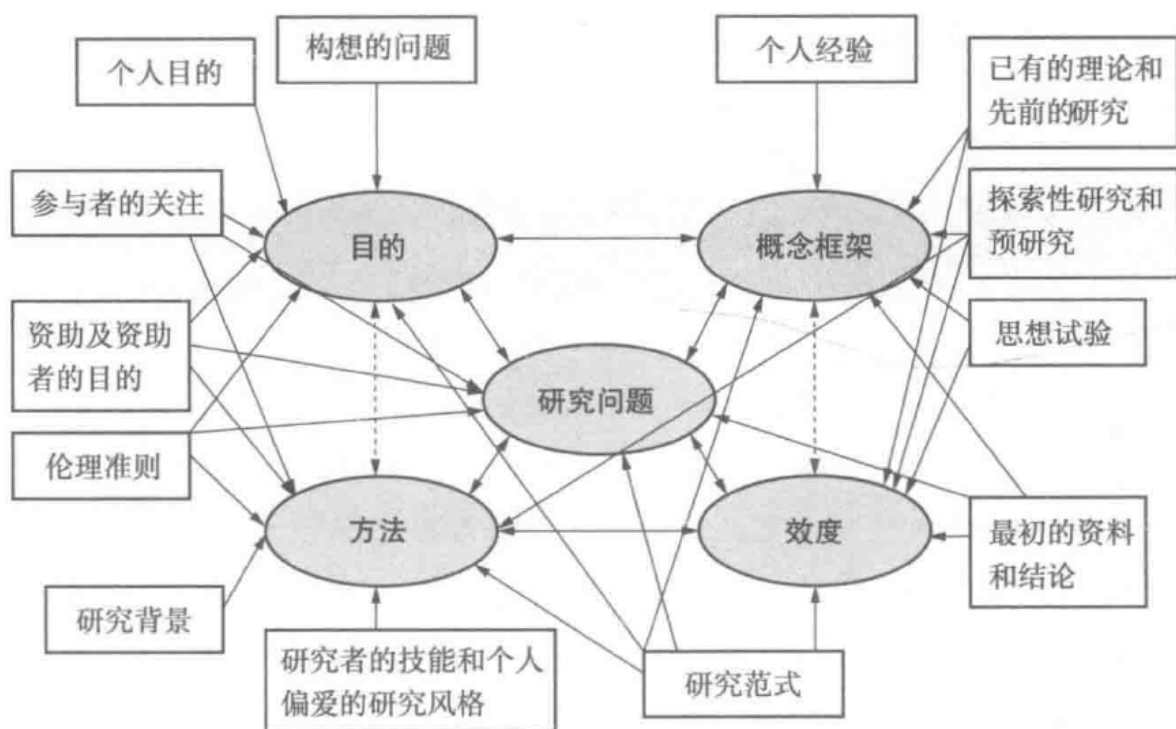 构想的问题
个人经验
个人目的
已有的理论和
先前的研究
参与者的关注
探索性研究和
预研究
目的
概念框架
资助及资助
者的目的
思想试验
研究问题
伦理准则
方法
效度
最初的资料
和结论
研究背景
研究者的技能和个人
偏爱的研究风格
研究范式